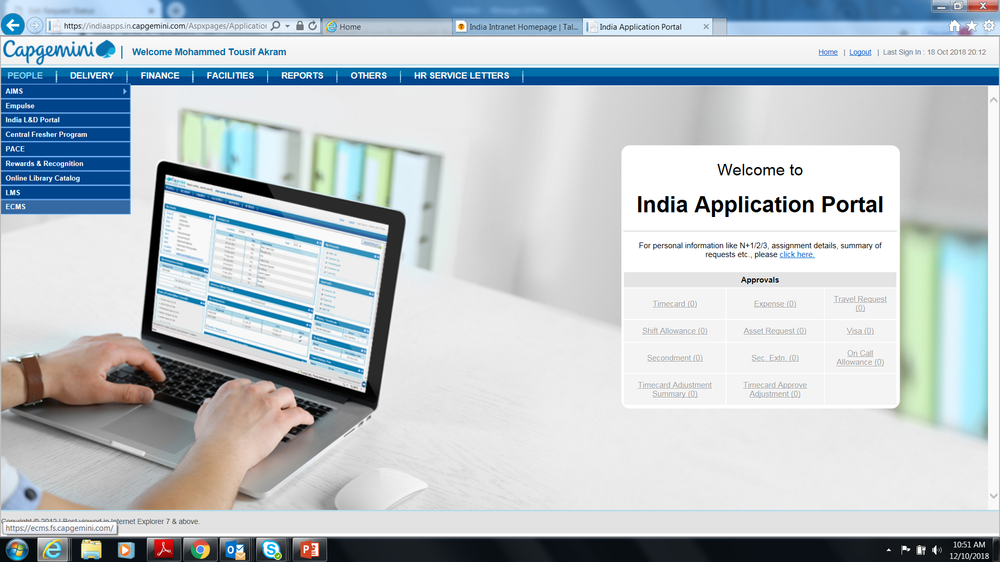 Exit Request Status
https://indiaapps.in.capgemini.com/Aspxpages/Application
Home
India Intranet Homepage | Tal...
India Application Portal
Capgemini
Welcome Mohammed Tousif Akram
Home | Logout | Last Sign In : 18 Oct 2018 20:12
PEOPLE
DELIVERY
FINANCE
FACILITIES
REPORTS
OTHERS
HR SERVICE LETTERS
AIMS
Empulse
India L&D Portal
Central Fresher Program
PACE
Rewards & Recognition
Online Library Catalog
LMS
ECMS
Welcome to
India Application Portal
For personal information like N+1/2/3, assignment details, summary of
requests etc., please click here.
Approvals
Timecard (0)
Expense (0)
Travel Request
(0)
Shift Allowance (0)
Asset Request (0)
Visa (0)
Secondment (0)
Sec. Extn. (0)
On Call
Allowance (0)
Timecard Adjustment
Summary (0)
Timecard Approve
Adjustment (0)
Copyright © 2012 | Best viewed in Internet Explorer 7 & above.
https://ecms.fs.capgemini.com/
10:51 AM
12/10/2018